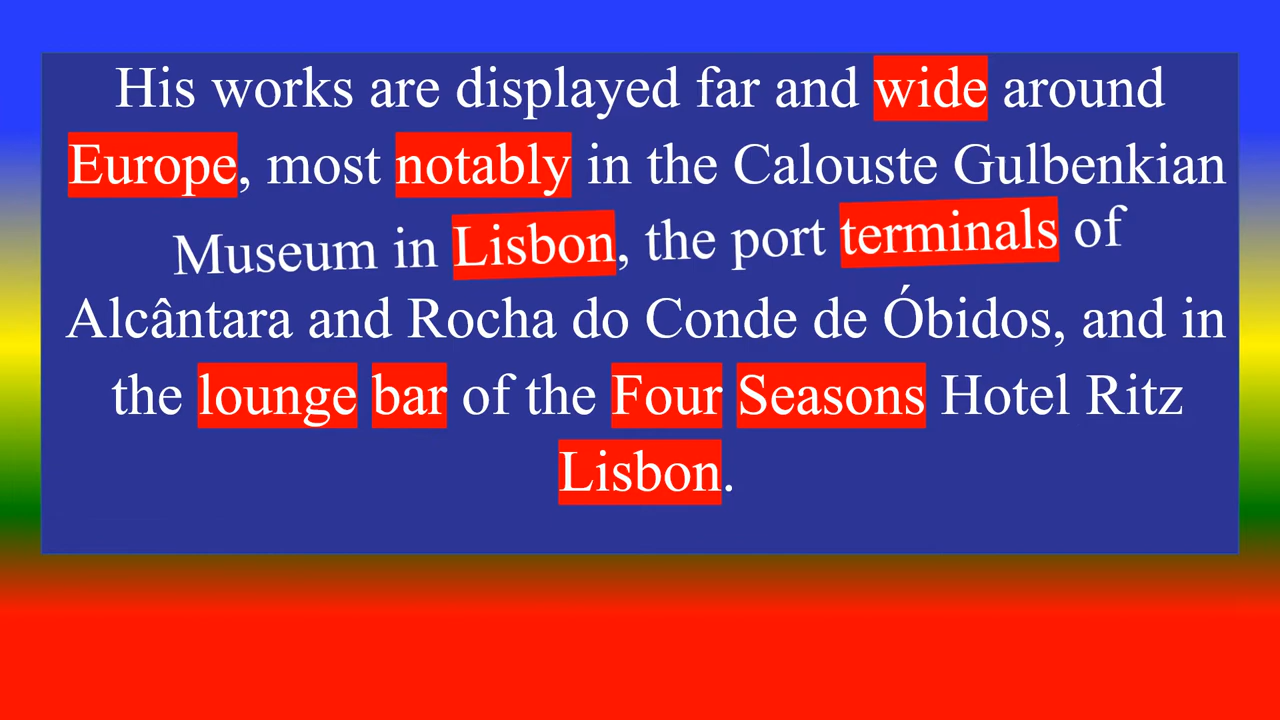 His works are displayed far and wide around
Europe, most notably in the Calouste Gulbenkian
Museum in Lisbon, the port terminals of
Alcântara and Rocha do Conde de Óbidos, and in
the lounge bar of the Four Seasons Hotel Ritz
Lisbon.